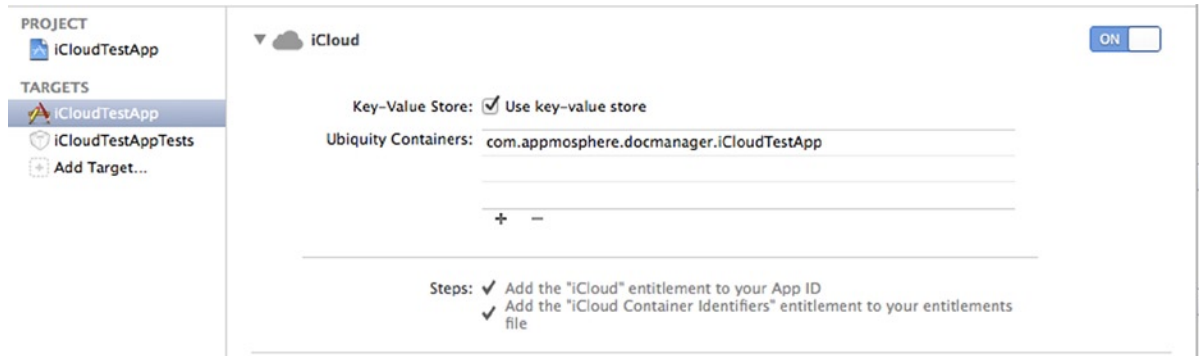 PROJECT
iCloudTestApp
TARGETS
iCloudTestApp
iCloudTestAppTests
Add Target...
iCloud
ON
Key-Value Store: Use key-value store
Ubiquity Containers: com.appmosphere.docmanager.iCloudTestApp
+ −
Steps: Add the "iCloud" entitlement to your App ID
Add the "iCloud Container Identifiers" entitlement to your entitlements
file